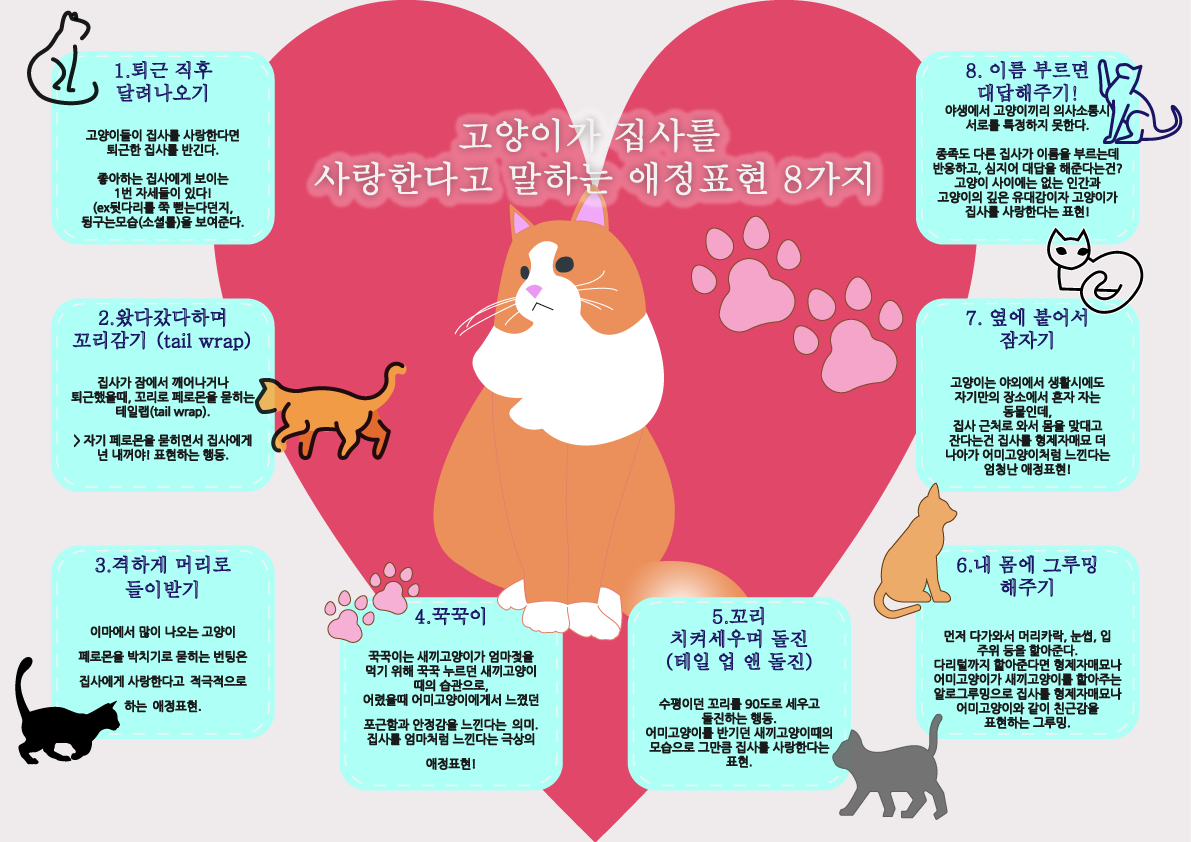 고양이가 집사를
사랑한다고 말하는 애정표현 8가지
1.퇴근 직후
달려나오기
고양이들이 집사를 사랑한다면
퇴근한 집사를 반긴다.
좋아하는 집사에게 보이는
1번 자세들이 있다!
(ex뒷다리를 쭉 뻗는다던지,
뒹구는모습(소셜롤)을 보여준다.
2.왔다갔다하며
꼬리감기 (tail wrap)
집사가 잠에서 깨어나거나
퇴근했을때, 꼬리로 페로몬을 묻히는
테일랩(tail wrap).
> 자기 페로몬을 묻히면서 집사에게
넌 내꺼야! 표현하는 행동.
3.격하게 머리로
들이받기
이마에서 많이 나오는 고양이
페로몬을 박치기로 묻히는 번팅은
집사에게 사랑한다고 적극적으로
하는 애정표현.
4.꾹꾹이
꾹꾹이는 새끼고양이가 엄마젖을
먹기 위해 꾹꾹 누르던 새끼고양이
때의 습관으로,
어렸을때 어미고양이에게서 느꼈던
포근함과 안정감을 느낀다는 의미.
집사를 엄마처럼 느낀다는 극상의
애정표현!
5.꼬리
치켜세우며 돌진
(테일 업 앤 돌진)
수평이던 꼬리를 90도로 세우고
돌진하는 행동.
어미고양이를 반기던 새끼고양이때의
모습으로 그만큼 집사를 사랑한다는
표현.
6.내 몸에 그루밍
해주기
먼저 다가와서 머리카락, 눈썹, 입
주위 등을 핥아준다.
다리털까지 핥아준다면 형제자매묘나
어미고양이가 새끼고양이를 핥아주는
알로그루밍으로 집사를 형제자매묘나
어미고양이와 같이 친근감을
표현하는 그루밍.
7. 옆에 붙어서
잠자기
고양이는 야외에서 생활시에도
자기만의 장소에서 혼자 자는
동물인데,
집사 근처로 와서 몸을 맞대고
잔다는건 집사를 형제자매묘 더
나아가 어미고양이처럼 느낀다는
엄청난 애정표현!
8. 이름 부르면
대답해주기!
야생에서 고양이끼리 의사소통시
서로를 특정하지 못한다.
종족도 다른 집사가 이름을 부르는데
반응하고, 심지어 대답을 해준다는건?
고양이 사이에는 없는 인간과
고양이의 깊은 유대감이자 고양이가
집사를 사랑한다는 표현!